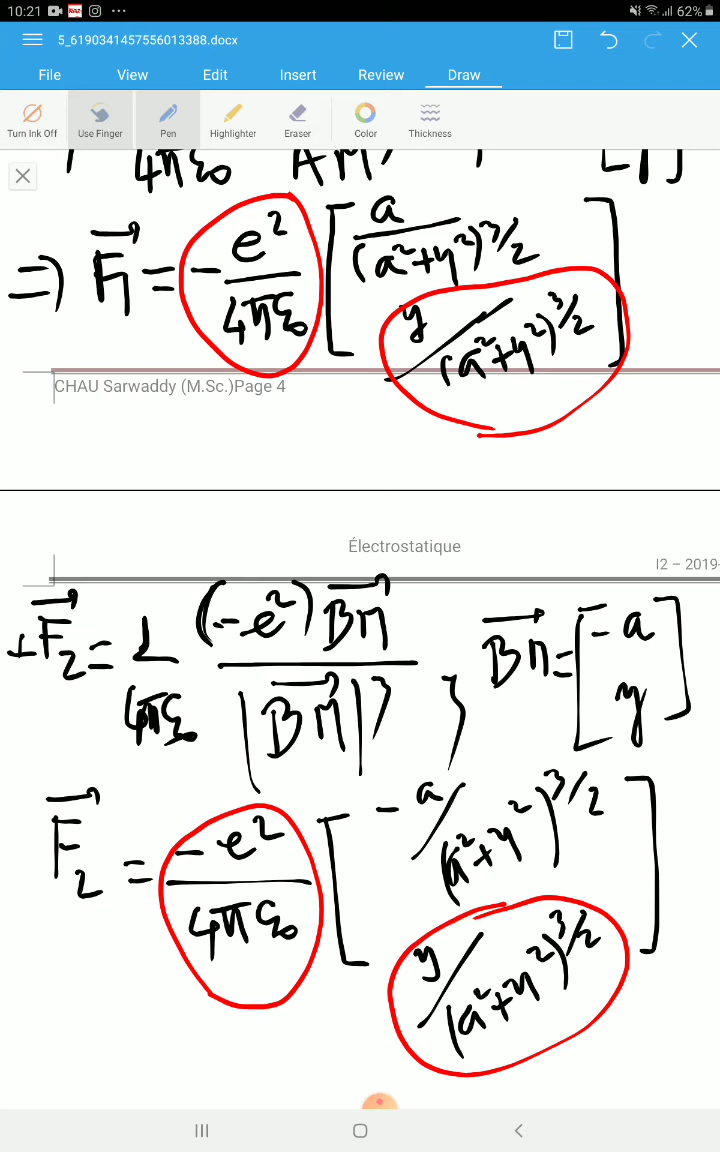 10:21 62%
5_6190341457556013388.docx
File View Edit Insert Review Draw
Turn Ink Off Use Finger Pen Highlighter Eraser Color Thickness
4πε₀ AM
=> F₁ = - e² / 4πε₀ [ a / (a²+y²)^3/2
y / (a²+y²)^3/2 ]
CHAU Sarwaddy (M.Sc.)Page 4
Électrostatique
I2 – 2019-
+F₂ = 1 / 4πε₀ (-e²) BM / |BM|³ ; BM = [ -a
y ]
F₂ = -e² / 4πε₀ [ -a / (a²+y²)^3/2
y / (a²+y²)^3/2 ]